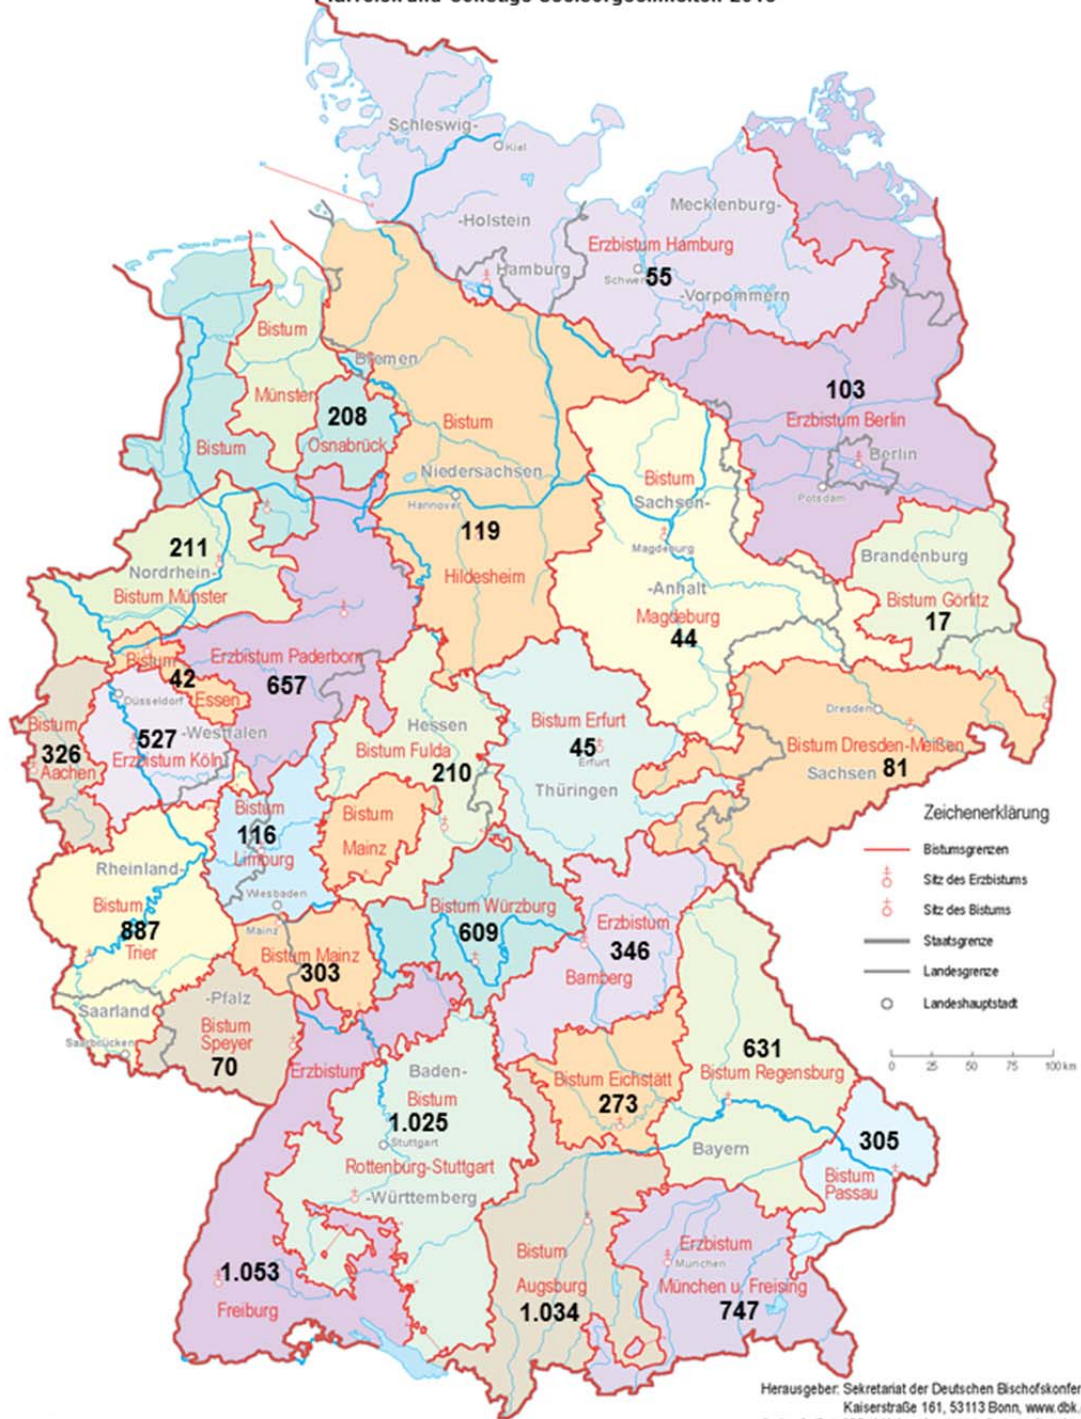 Schleswig-
Kiel
-Holstein
Mecklenburg-
Erzbistum Hamburg
Hamburg
55
-Vorpommern
Bistum
Münster
Bremen
208
Osnabrück
Bistum
Bistum
Niedersachsen
Hannover
119
Hildesheim
103
Erzbistum Berlin
Berlin
Potsdam
Bistum
Sachsen-
Magdeburg
-Anhalt
Magdeburg
44
Brandenburg
Bistum Görlitz
17
211
Nordrhein-
Bistum Münster
Bistum
42
Essen
Erzbistum Paderborn
657
Düsseldorf
-Westfalen
527
Erzbistum Köln
Bistum
326
Aachen
Hessen
Bistum Fulda
210
Bistum Erfurt
45
Erfurt
Thüringen
Dresden
Bistum Dresden-Meißen
Sachsen 81
Bistum
116
Limburg
Wiesbaden
Bistum
Mainz
Rheinland-
Bistum
887
Trier
Mainz
Bistum Mainz
303
Bistum Würzburg
609
Erzbistum
346
Bamberg
Saarland
Saarbrücken
-Pfalz
Bistum
Speyer
70
Erzbistum
Baden-
Bistum
1.025
Stuttgart
Rottenburg-Stuttgart
-Württemberg
Bistum Eichstätt
273
631
Bistum Regensburg
Bayern
305
Bistum
Passau
1.053
Freiburg
Bistum
Augsburg
1.034
Erzbistum
München
München u. Freising
747
Zeichenerklärung
Bistumsgrenzen
Sitz des Erzbistums
Sitz des Bistums
Staatsgrenze
Landesgrenze
Landeshauptstadt
0 25 50 75 100 km
Herausgeber: Sekretariat der Deutschen Bischofskonfer
Kaiserstraße 161, 53113 Bonn, www.dbk.